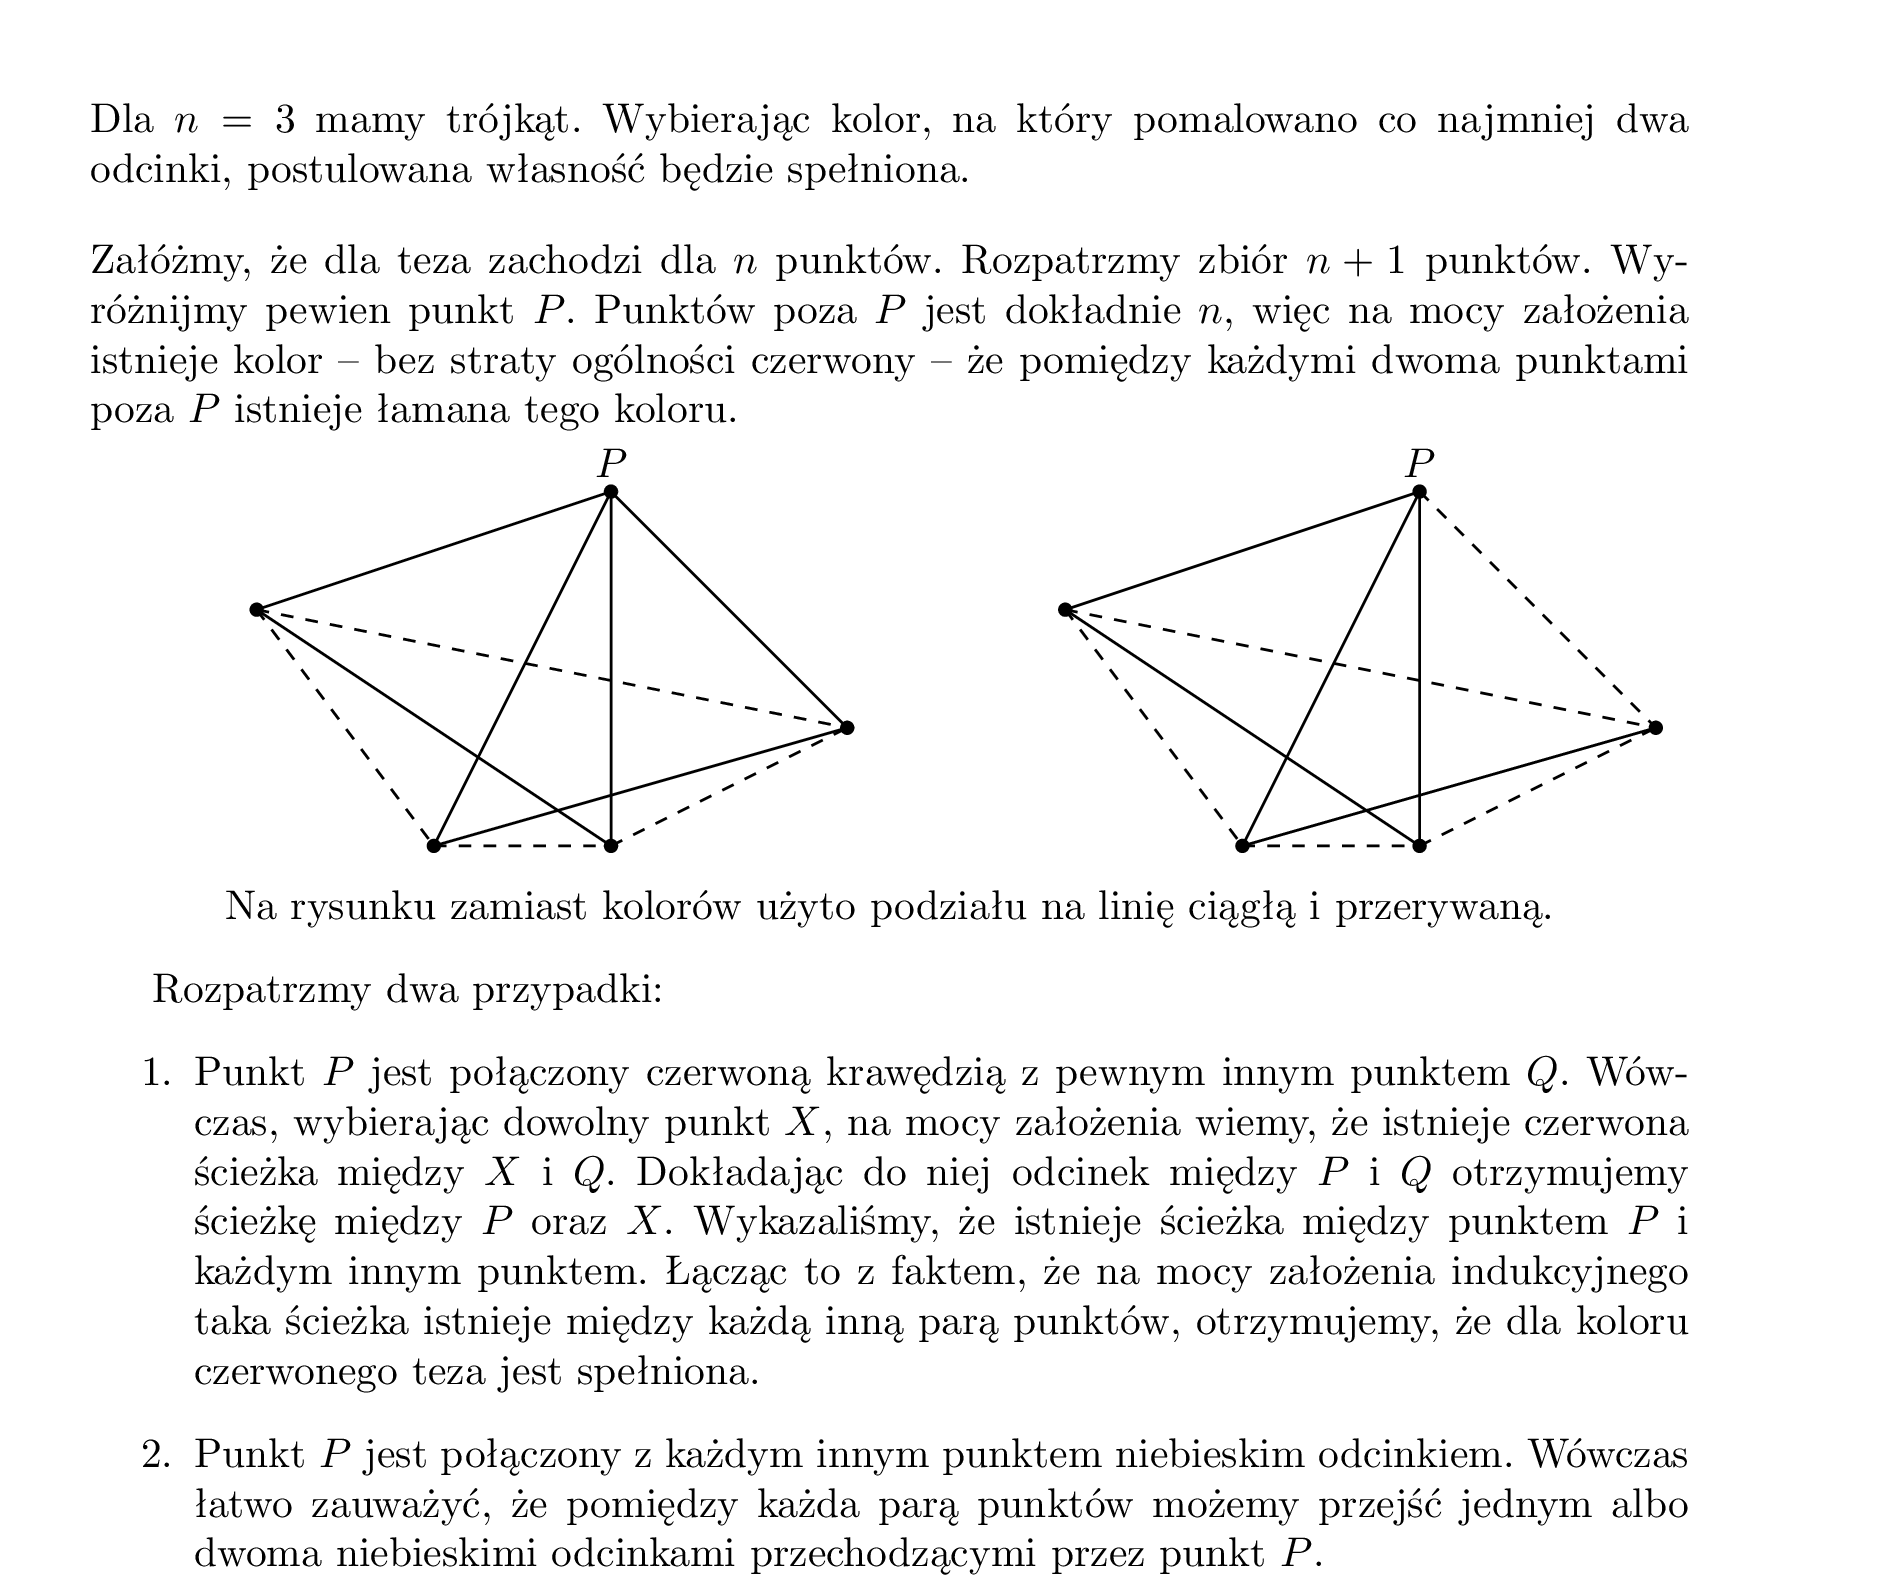 Dla n = 3 mamy trójkąt. Wybierając kolor, na który pomalowano co najmniej dwa
odcinki, postulowana własność będzie spełniona.
Załóżmy, że dla teza zachodzi dla n punktów. Rozpatrzmy zbiór n + 1 punktów. Wy-
różnijmy pewien punkt P. Punktów poza P jest dokładnie n, więc na mocy założenia
istnieje kolor – bez straty ogólności czerwony – że pomiędzy każdymi dwoma punktami
poza P istnieje łamana tego koloru.
P P
Na rysunku zamiast kolorów użyto podziału na linię ciągłą i przerywaną.
Rozpatrzmy dwa przypadki:
1. Punkt P jest połączony czerwoną krawędzią z pewnym innym punktem Q. Wów-
czas, wybierając dowolny punkt X, na mocy założenia wiemy, że istnieje czerwona
ścieżka między X i Q. Dokładając do niej odcinek między P i Q otrzymujemy
ścieżkę między P oraz X. Wykazaliśmy, że istnieje ścieżka między punktem P i
każdym innym punktem. Łącząc to z faktem, że na mocy założenia indukcyjnego
taka ścieżka istnieje między każdą inną parą punktów, otrzymujemy, że dla koloru
czerwonego teza jest spełniona.
2. Punkt P jest połączony z każdym innym punktem niebieskim odcinkiem. Wówczas
łatwo zauważyć, że pomiędzy każda parą punktów możemy przejść jednym albo
dwoma niebieskimi odcinkami przechodzącymi przez punkt P.